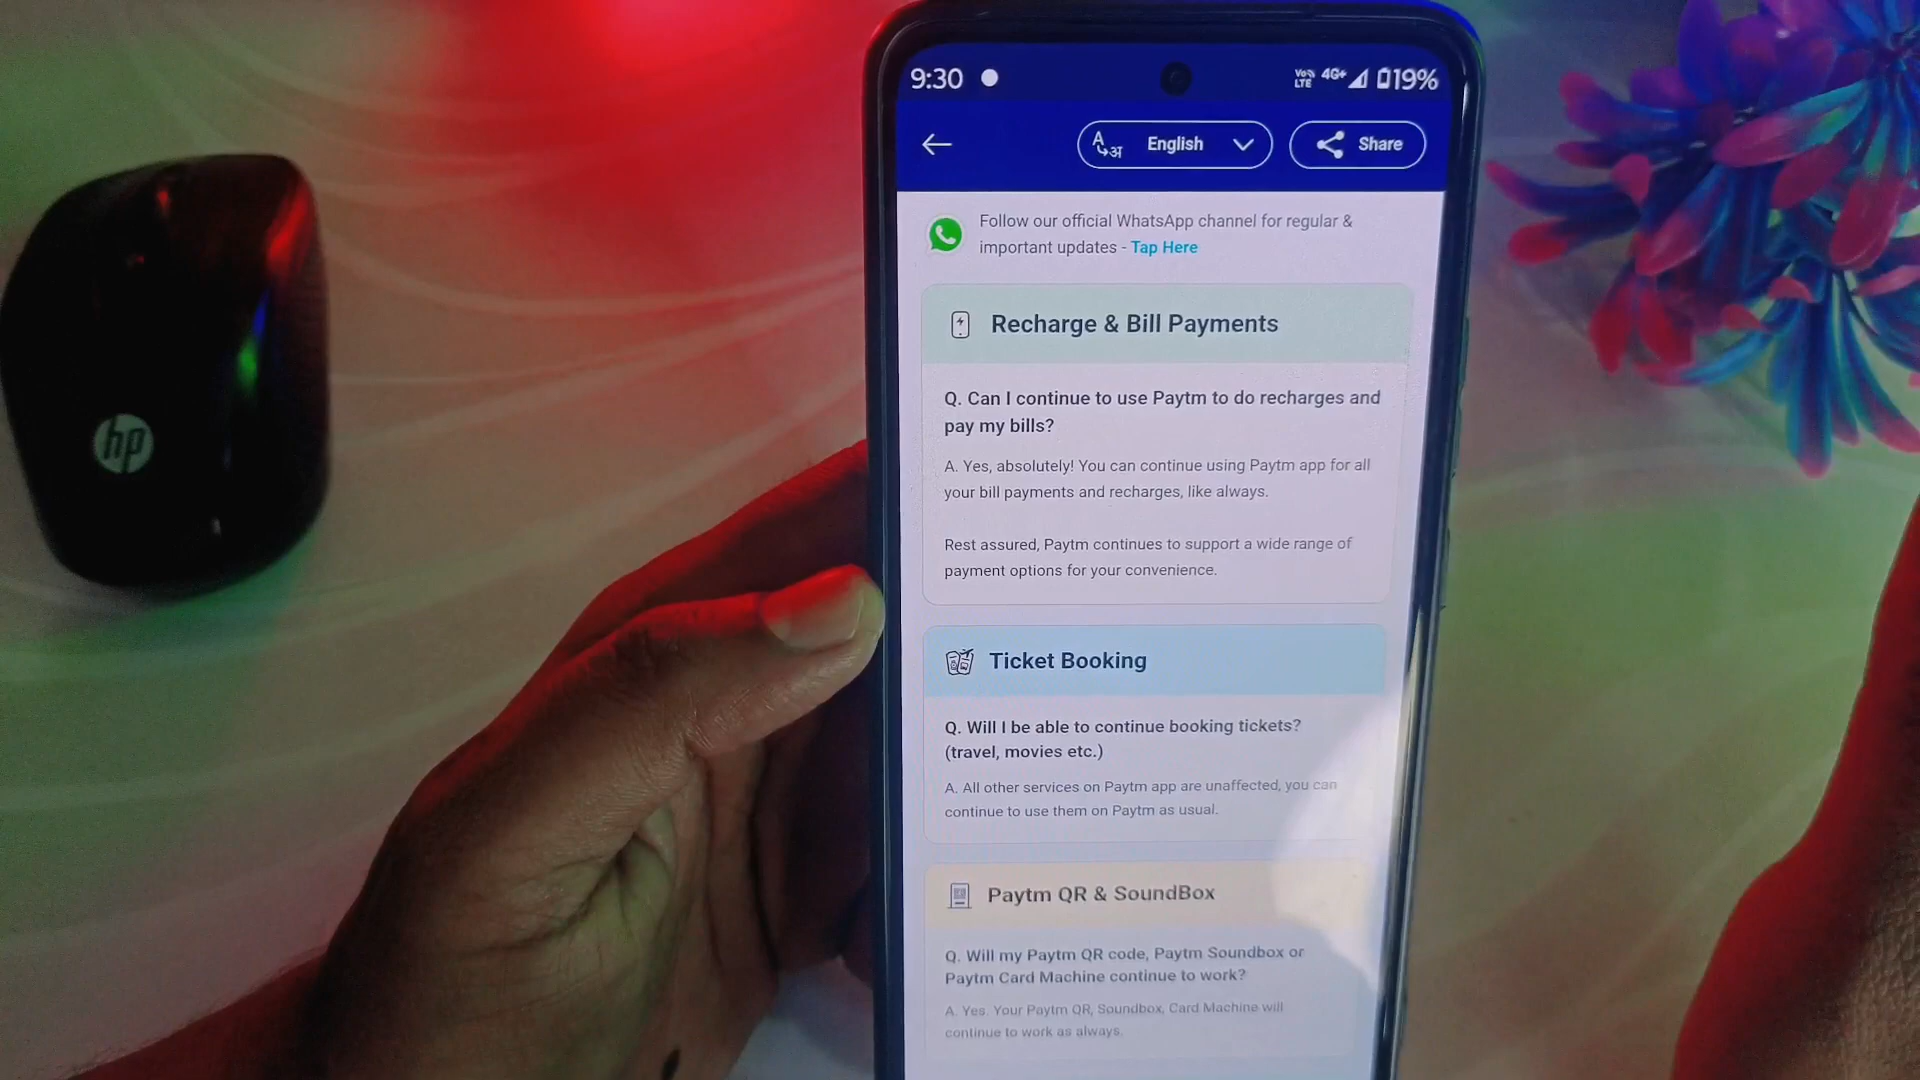 hp
9:30
Vo))
LTE
4G+
19%
A
अ
English
Share
Follow our official WhatsApp channel for regular &
important updates - Tap Here
Recharge & Bill Payments
Q. Can I continue to use Paytm to do recharges and
pay my bills?
A. Yes, absolutely! You can continue using Paytm app for all
your bill payments and recharges, like always.
Rest assured, Paytm continues to support a wide range of
payment options for your convenience.
Ticket Booking
Q. Will I be able to continue booking tickets?
(travel, movies etc.)
A. All other services on Paytm app are unaffected, you can
continue to use them on Paytm as usual.
Paytm QR & SoundBox
Q. Will my Paytm QR code, Paytm Soundbox or
Paytm Card Machine continue to work?
A. Yes. Your Paytm QR, Soundbox, Card Machine will
continue to work as always.